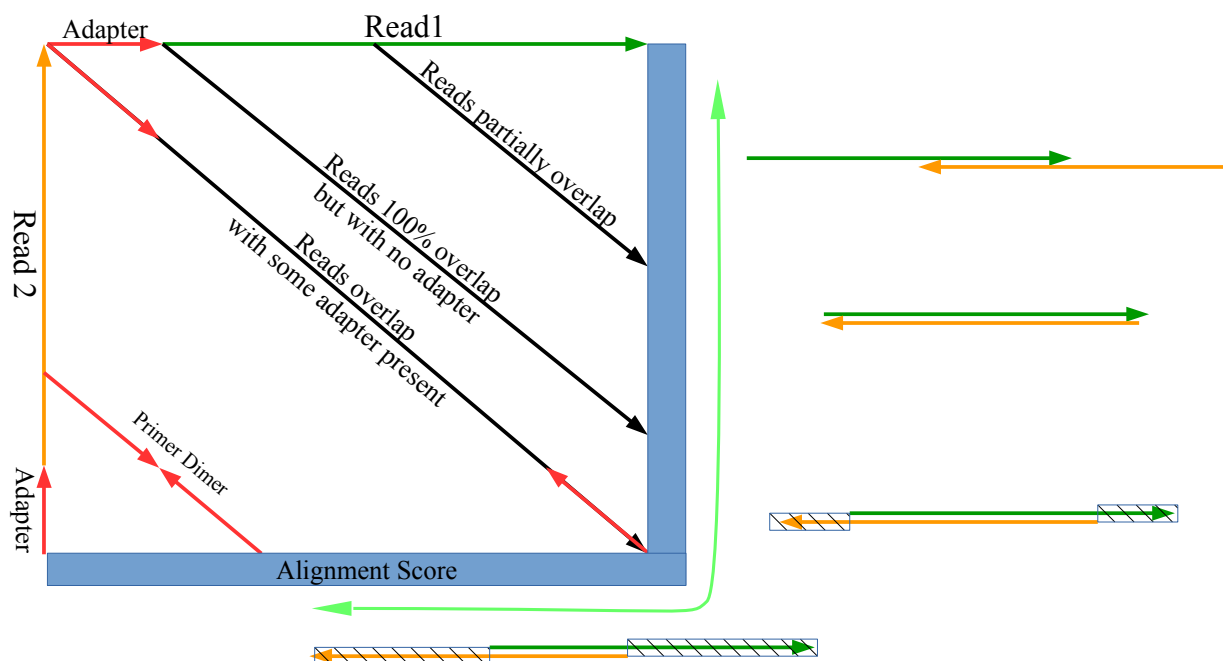 Adapter
Read1
Reads partially overlap
Reads 100% overlap
but with no adapter
Reads overlap
with some adapter present
Read 2
Primer Dimer
Adapter
Alignment Score